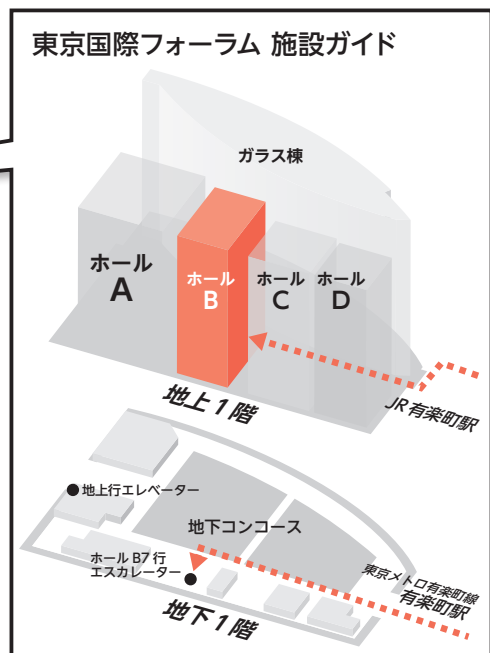 東京国際フォーラム 施設ガイド
ガラス棟
ホール
A
ホール
B
ホール
C
ホール
D
地上1階
JR有楽町駅
地上行エレベーター
地下コンコース
ホールB7行
エスカレーター
東京メトロ有楽町線
有楽町駅
地下1階